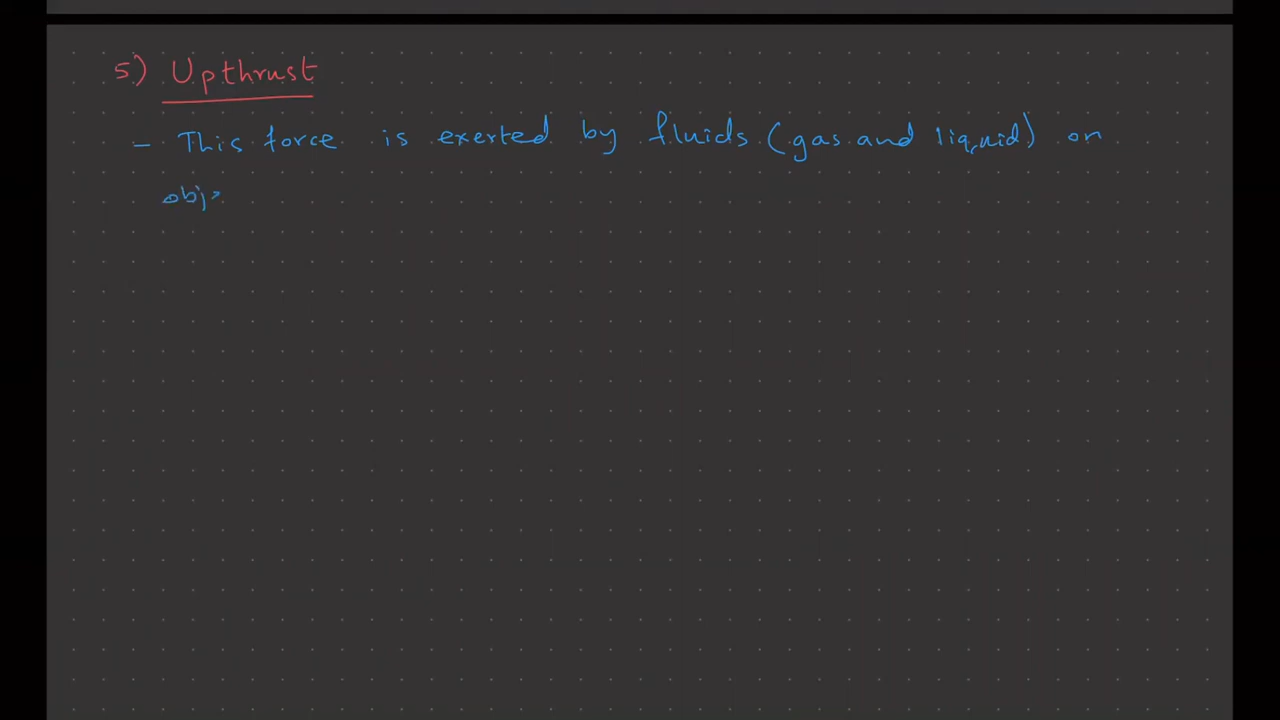 5) Upthrust
- This force is exerted by fluids (gas and liquid) on
obj